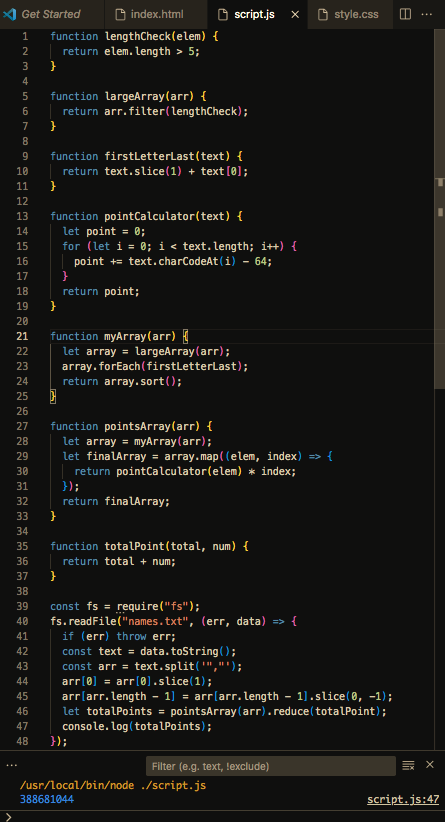 Get Started index.html script.js × style.css ···
1 function lengthCheck(elem) {
2 return elem.length > 5;
3 }
4
5 function largeArray(arr) {
6 return arr.filter(lengthCheck);
7 }
8
9 function firstLetterLast(text) {
10 return text.slice(1) + text[0];
11 }
12
13 function pointCalculator(text) {
14 let point = 0;
15 for (let i = 0; i < text.length; i++) {
16 point += text.charCodeAt(i) - 64;
17 }
18 return point;
19 }
20
21 function myArray(arr) {
22 let array = largeArray(arr);
23 array.forEach(firstLetterLast);
24 return array.sort();
25 }
26
27 function pointsArray(arr) {
28 let array = myArray(arr);
29 let finalArray = array.map((elem, index) => {
30 return pointCalculator(elem) * index;
31 });
32 return finalArray;
33 }
34
35 function totalPoint(total, num) {
36 return total + num;
37 }
38
39 const fs = require("fs");
40 fs.readFile("names.txt", (err, data) => {
41 if (err) throw err;
42 const text = data.toString();
43 const arr = text.split('","');
44 arr[0] = arr[0].slice(1);
45 arr[arr.length - 1] = arr[arr.length - 1].slice(0, -1);
46 let totalPoints = pointsArray(arr).reduce(totalPoint);
47 console.log(totalPoints);
48 });
··· Filter (e.g. text, !exclude) ×
/usr/local/bin/node ./script.js
388681044 script.js:47
>